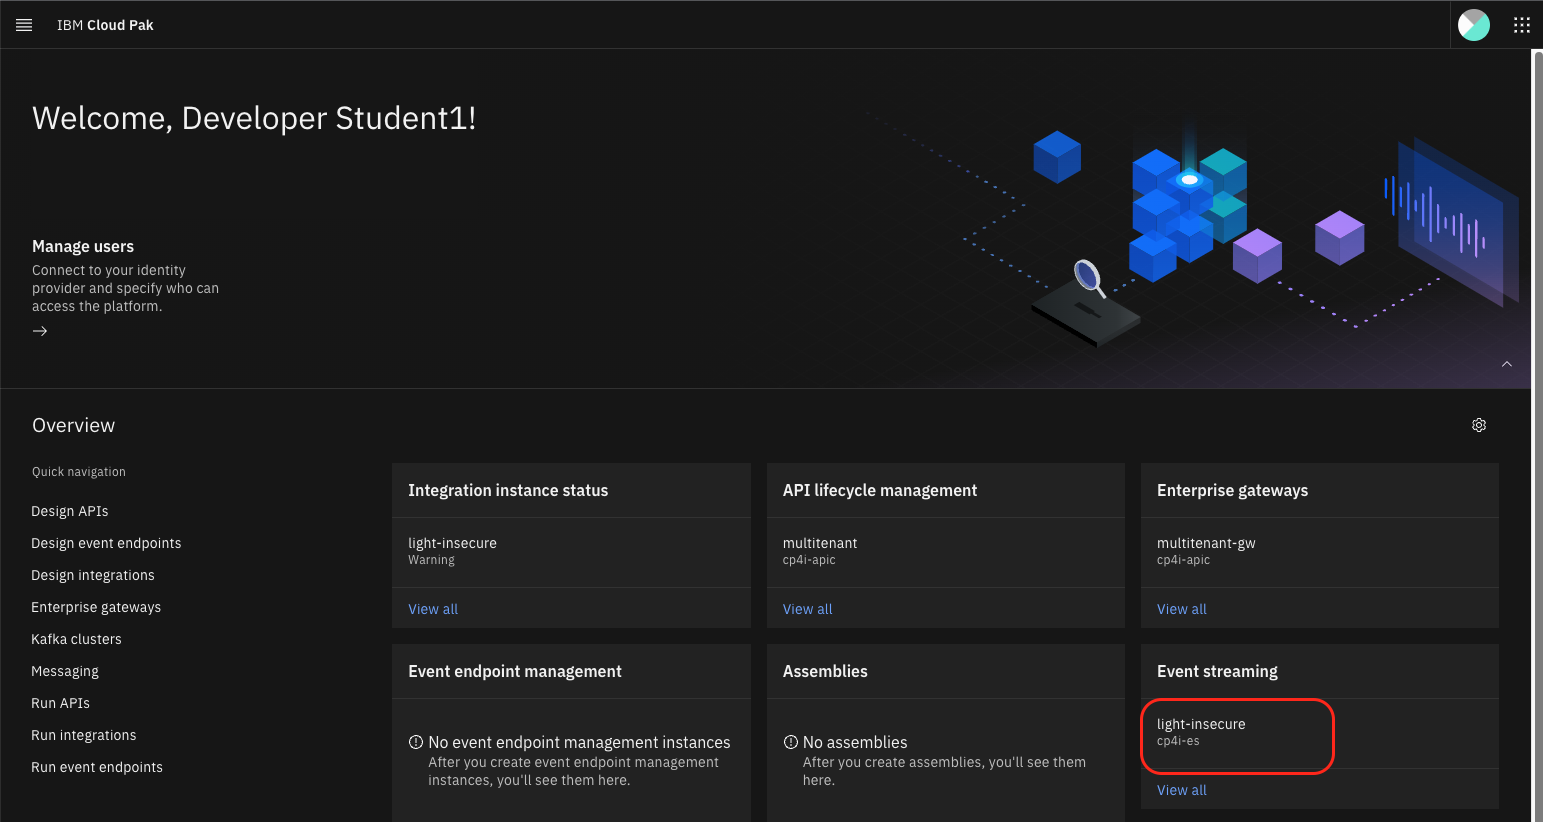 IBM Cloud Pak
Welcome, Developer Student1!
Manage users
Connect to your identity
provider and specify who can
access the platform.
Overview
Quick navigation
Design APIs
Design event endpoints
Design integrations
Enterprise gateways
Kafka clusters
Messaging
Run APIs
Run integrations
Run event endpoints
Integration instance status
light-insecure
Warning
View all
API lifecycle management
multitenant
cp4i-apic
View all
Enterprise gateways
multitenant-gw
cp4i-apic
View all
Event endpoint management
No event endpoint management instances
After you create event endpoint management
instances, you'll see them here.
Assemblies
No assemblies
After you create assemblies, you'll see them
here.
Event streaming
light-insecure
cp4i-es
View all